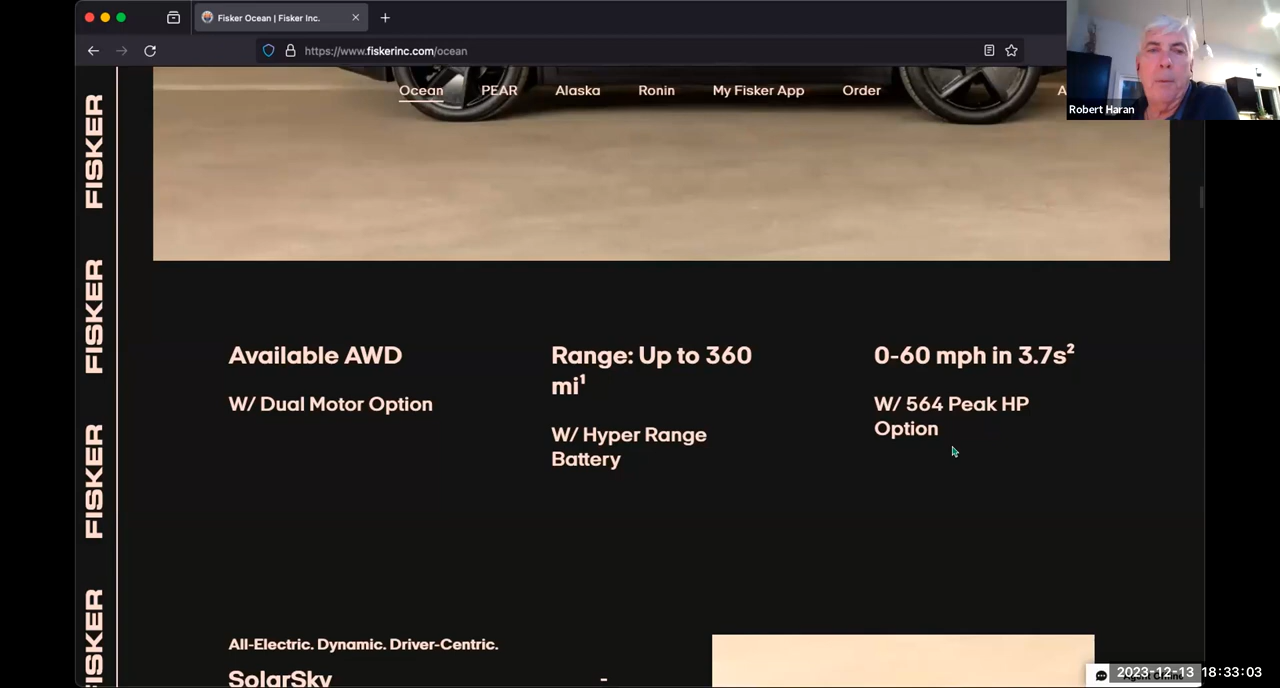 Fisker Ocean | Fisker Inc.
https://www.fiskerinc.com/ocean
Robert Haran
Ocean
PEAR
Alaska
Ronin
My Fisker App
Order
FISKER
FISKER
FISKER
FISKER
Available AWD
W/ Dual Motor Option
Range: Up to 360
mi¹
W/ Hyper Range
Battery
0-60 mph in 3.7s²
W/ 564 Peak HP
Option
All-Electric. Dynamic. Driver-Centric.
SolarSky
-
2023-12-13 18:33:03